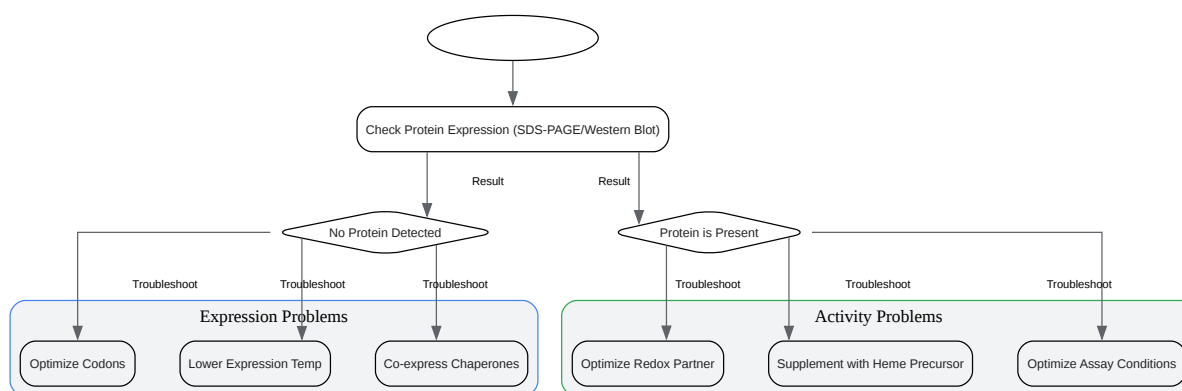 Check Protein Expression (SDS-PAGE/Western Blot)
Result
Result
No Protein Detected
Protein is Present
Troubleshoot
Troubleshoot
Troubleshoot
Troubleshoot
Troubleshoot
Troubleshoot
Expression Problems
Activity Problems
Optimize Codons
Lower Expression Temp
Co-express Chaperones
Optimize Redox Partner
Supplement with Heme Precursor
Optimize Assay Conditions